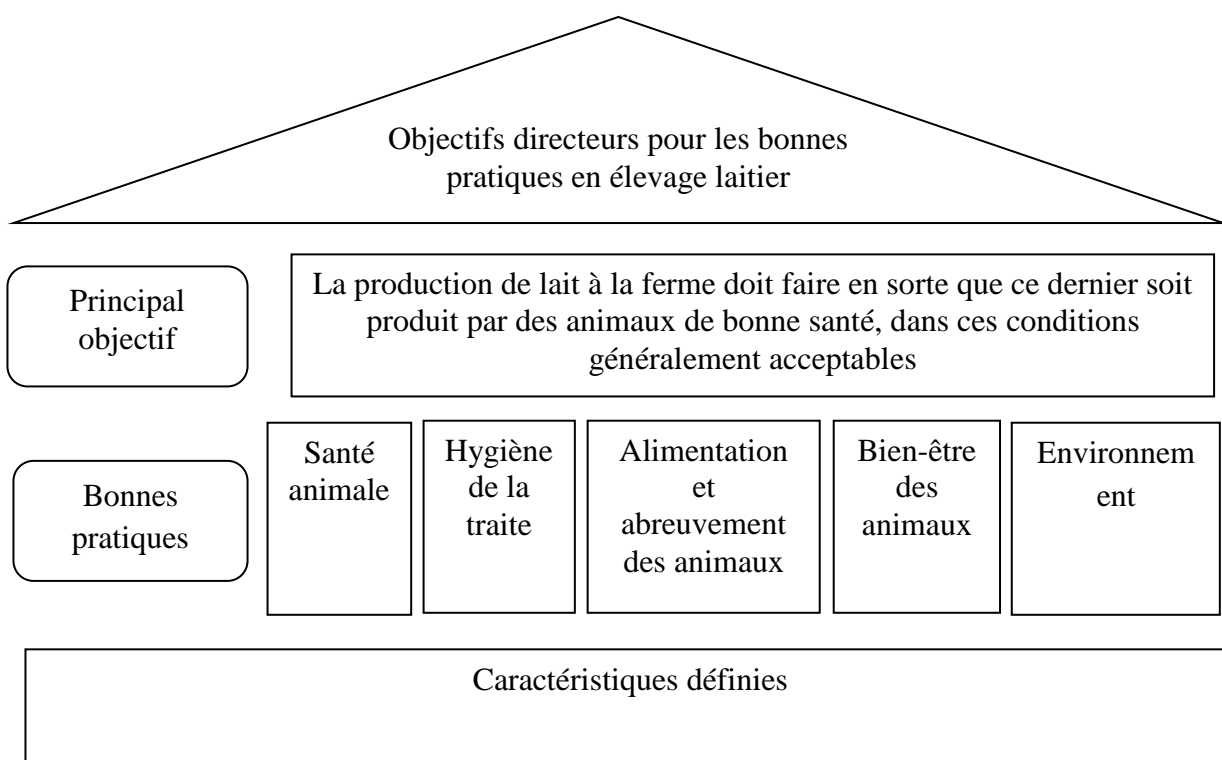 Objectifs directeurs pour les bonnes
pratiques en élevage laitier
Principal
objectif
La production de lait à la ferme doit faire en sorte que ce dernier soit
produit par des animaux de bonne santé, dans ces conditions
généralement acceptables
Bonnes
pratiques
Santé
animale
Hygiène
de la
traite
Alimentation
et
abreuvement
des animaux
Bien-être
des
animaux
Environnem
ent
Caractéristiques définies